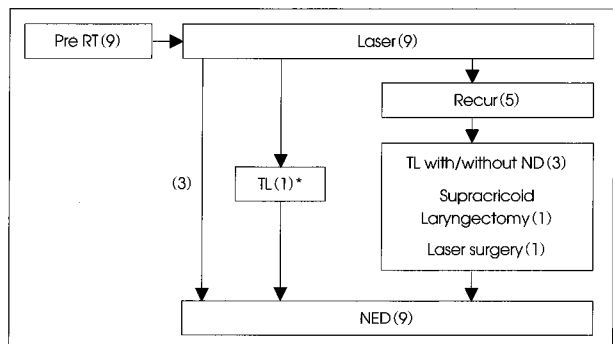 Pre RT(9)
Laser(9)
Recur(5)
(3)
TL(1)*
TL with/without ND(3)
Supracricoid
Laryngectomy(1)
Laser surgery(1)
NED(9)